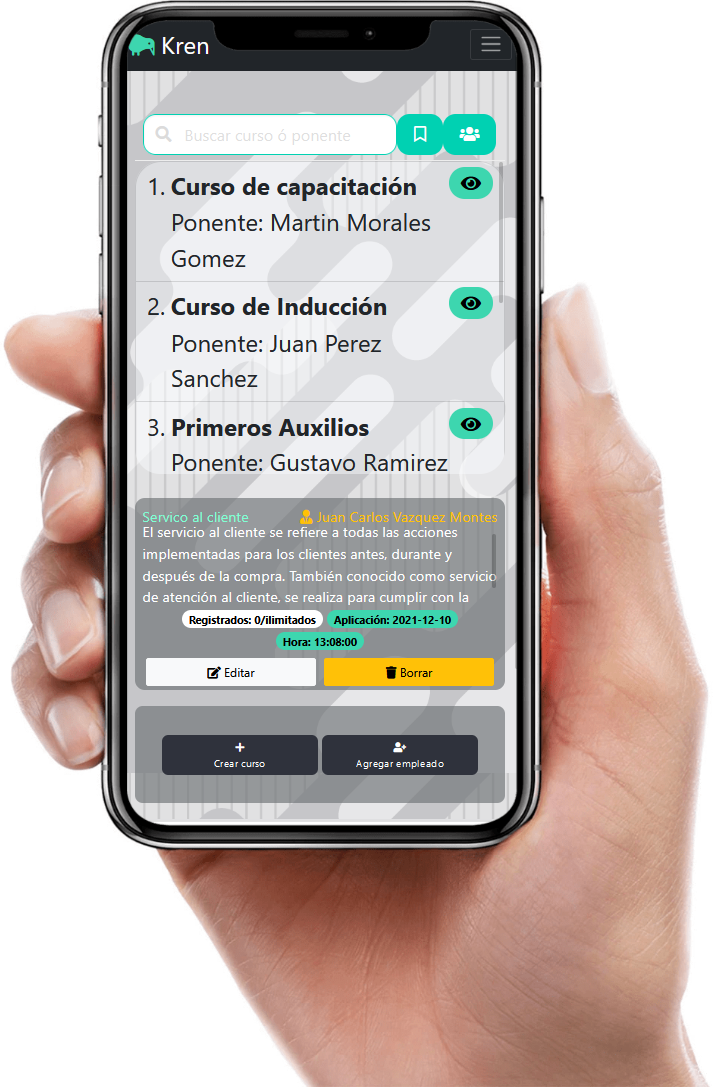 Kren
Buscar curso ó ponente
1. Curso de capacitación
Ponente: Martin Morales
Gomez
2. Curso de Inducción
Ponente: Juan Perez
Sanchez
3. Primeros Auxilios
Ponente: Gustavo Ramirez
Servico al cliente
Juan Carlos Vazquez Montes
El servicio al cliente se refiere a todas las acciones
implementadas para los clientes antes, durante y
después de la compra. También conocido como servicio
de atención al cliente, se realiza para cumplir con la
Registrados: 0/ilimitados
Aplicación: 2021-12-10
Hora: 13:08:00
Editar
Borrar
Crear curso
Agregar empleado